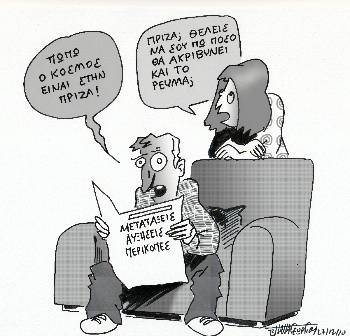 ΠΩΠΩ
Ο ΚΟΣΜΟΣ
ΕΙΝΑΙ ΣΤΗΝ
ΠΡΙΖΑ!
ΠΡΙΖΑ; ΘΕΛΕΙΣ
ΝΑ ΣΟΥ ΠΩ ΠΟΣΟ
ΘΑ ΑΚΡΙΒΥΝΕΙ
ΚΑΙ ΤΟ
ΡΕΥΜΑ;
ΜΕΤΑΤΑΞΕΙΣ
ΑΥΞΗΣΕΙΣ
ΠΕΡΙΚΟΠΕΣ